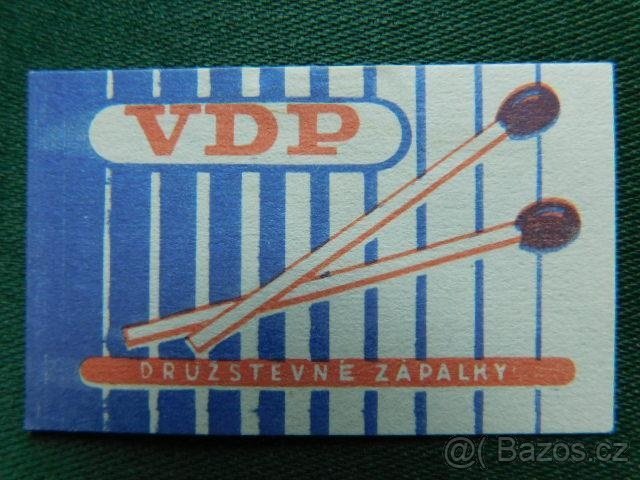 VDP
DRUŽSTEVNÉ ZÁPALKY
@( Bazos.cz